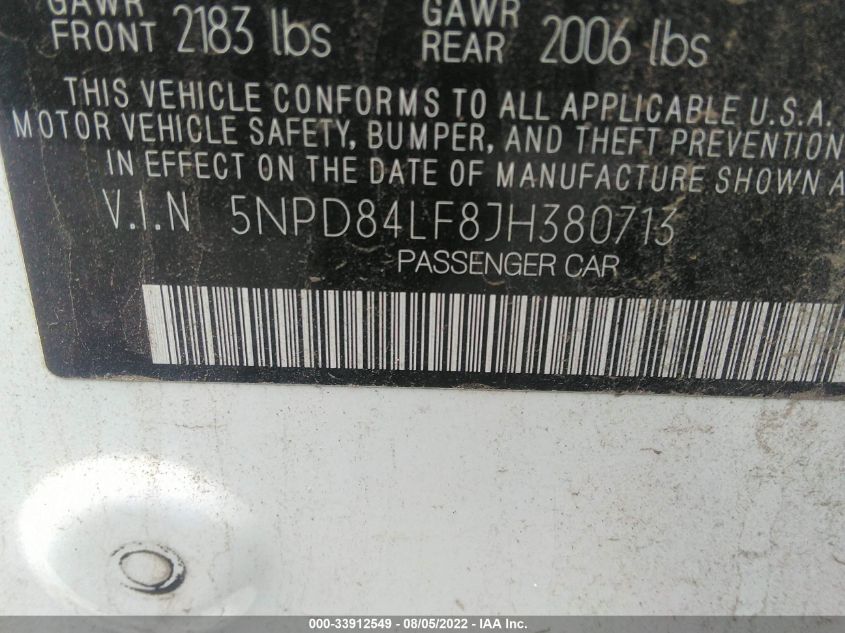 GAWR GAWR
FRONT 2183 lbs REAR 2006 lbs
THIS VEHICLE CONFORMS TO ALL APPLICABLE U.S.A.
MOTOR VEHICLE SAFETY, BUMPER, AND THEFT PREVENTION
IN EFFECT ON THE DATE OF MANUFACTURE SHOWN A
V.I.N 5NPD84LF8JH380713
PASSENGER CAR
000-33912549 - 08/05/2022 - IAA Inc.